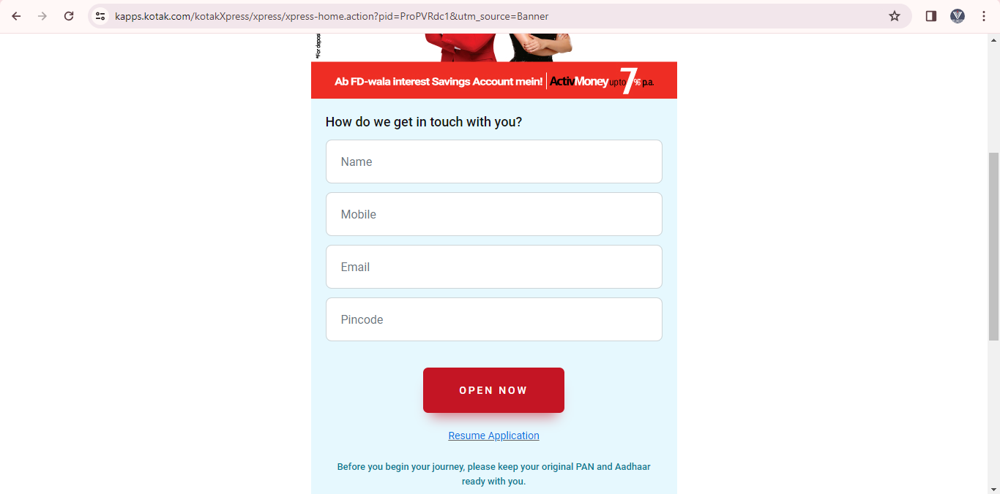 kapps.kotak.com/kotakXpress/xpress/xpress-home.action?pid=ProPVRdc1&utm_source=Banner
*For depos
Ab FD-wala interest Savings Account mein! | ActivMoney upto 7% p.a.
How do we get in touch with you?
Name
Mobile
Email
Pincode
OPEN NOW
Resume Application
Before you begin your journey, please keep your original PAN and Aadhaar
ready with you.